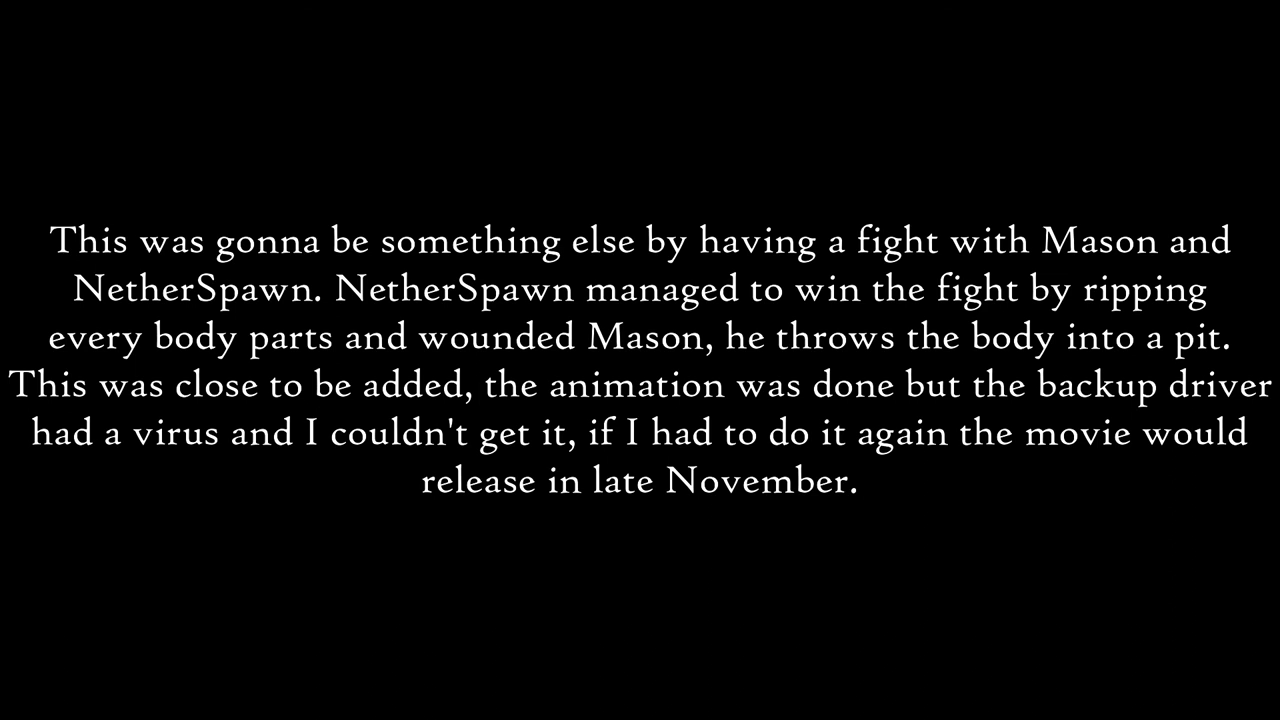 This was gonna be something else by having a fight with Mason and
NetherSpawn. NetherSpawn managed to win the fight by ripping
every body parts and wounded Mason, he throws the body into a pit.
This was close to be added, the animation was done but the backup driver
had a virus and I couldn't get it, if I had to do it again the movie would
release in late November.